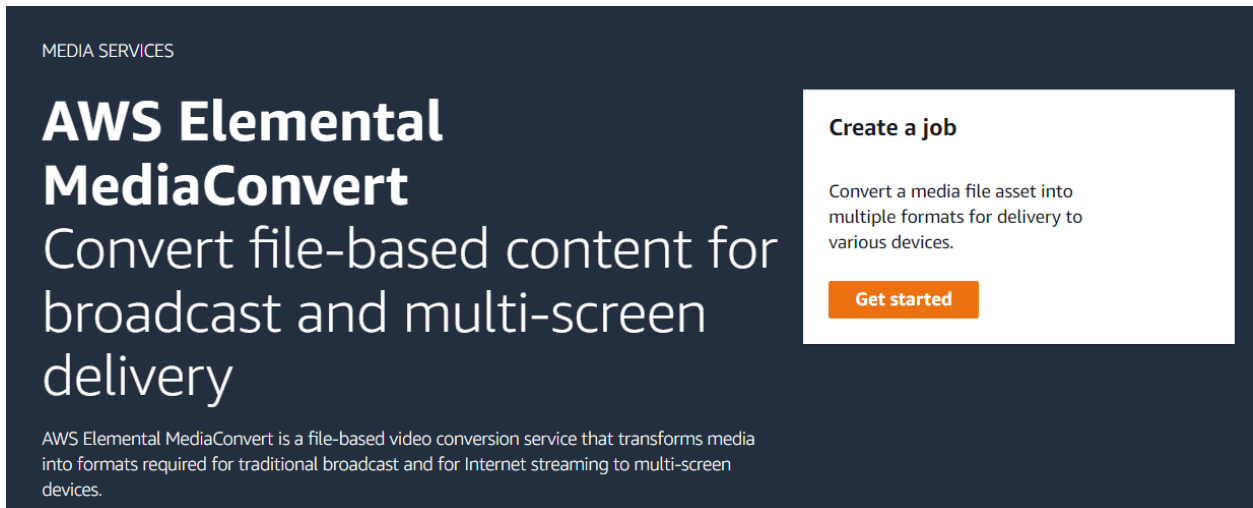 MEDIA SERVICES
AWS Elemental
MediaConvert
Convert file-based content for
broadcast and multi-screen
delivery
AWS Elemental MediaConvert is a file-based video conversion service that transforms media
into formats required for traditional broadcast and for Internet streaming to multi-screen
devices.
Create a job
Convert a media file asset into
multiple formats for delivery to
various devices.
Get started